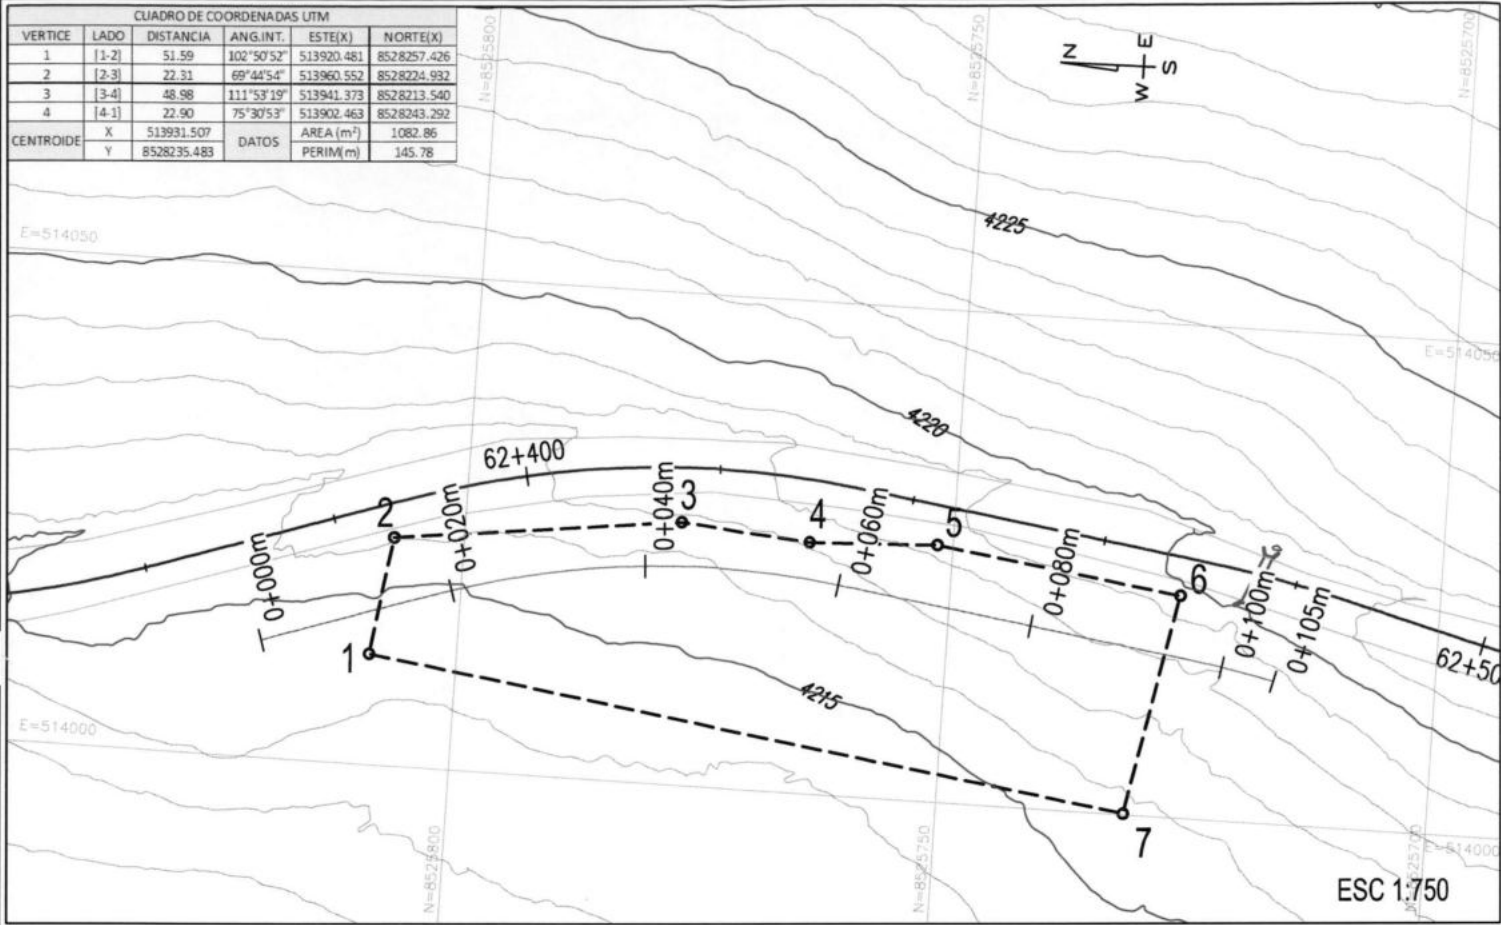 CUADRO DE COORDENADAS UTM
VERTICE LADO DISTANCIA ANG.INT. ESTE(X) NORTE(X)
1 [1-2] 51.59 102°50'52" 513920.481 8528257.426
2 [2-3] 22.31 69°44'54" 513960.552 8528224.932
3 [3-4] 48.98 111°53'19" 513941.373 8528213.540
4 [4-1] 22.90 75°30'53" 513902.463 8528243.292
CENTROIDE X 513931.507 DATOS AREA (m²) 1082.86
Y 8528235.483 PERIM(m) 145.78
N=8525800
N=8525750
N=8525700
N
E
S
W
E=514050
4225
E=514050
4220
62+400
2
0+000m
0+020m
0+040m
3
4
0+060m
5
0+080m
6
0+100m
0+105m
62+50
1
4215
E=514000
7
N=8525800
N=8525750
N=8525700
E=514000
ESC 1:750